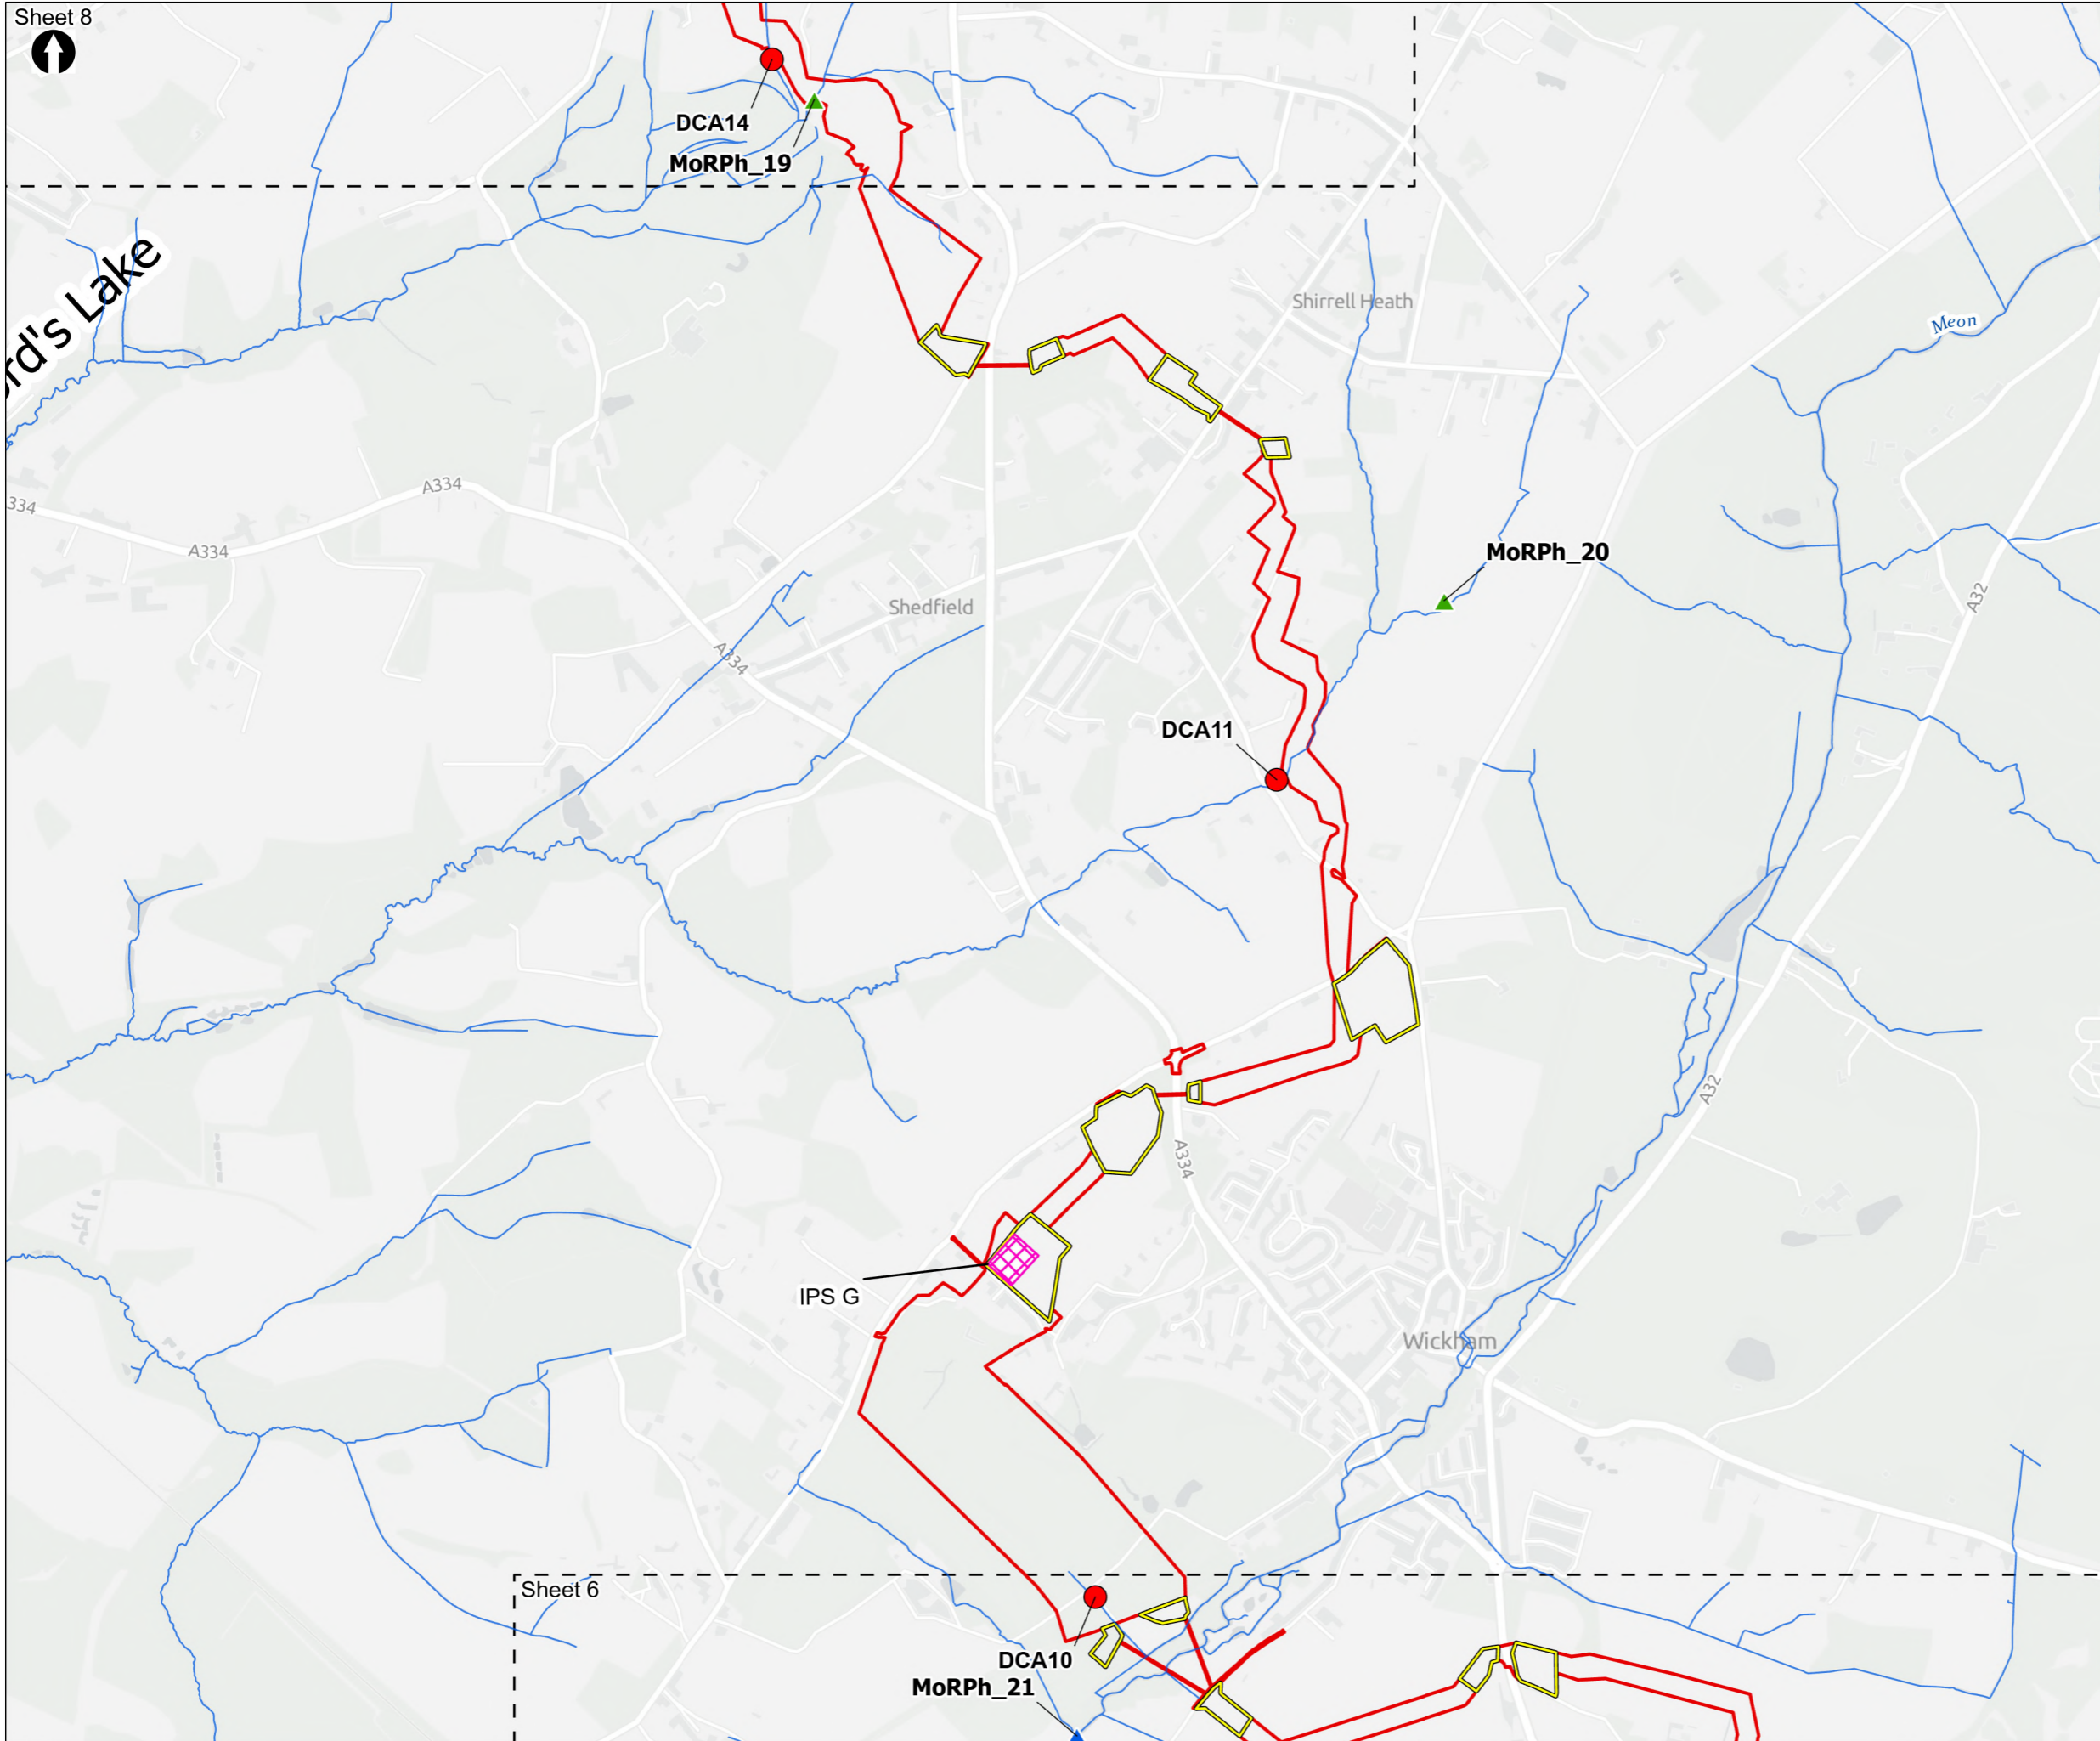 Sheet 8
DCA14
MoRPh_19
ord's Lake
Shirrell Heath
Meon
A334
334
A334
MoRPh_20
A32
Shedfield
A334
DCA11
A32
A334
IPS G
Wickham
Sheet 6
DCA10
MoRPh_21